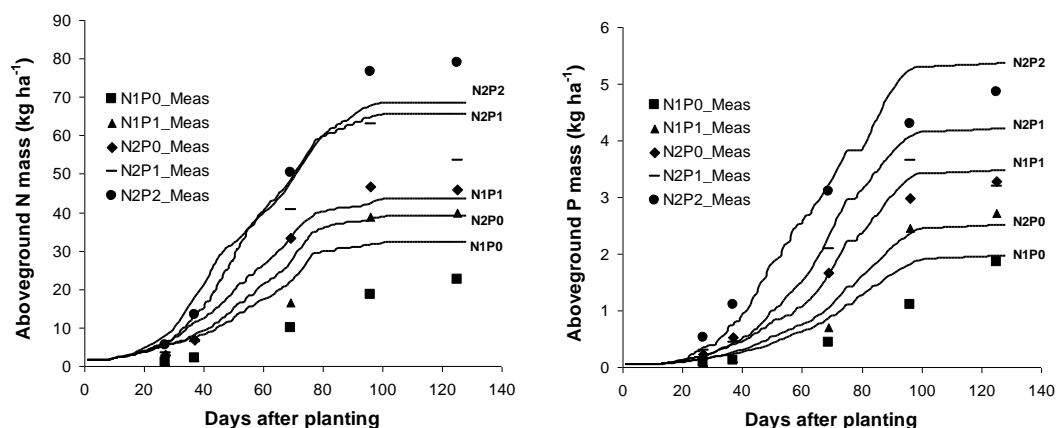 Aboveground N mass (kg ha-1)
90
80
70
60
50
40
30
20
10
0
0 20 40 60 80 100 120 140
Days after planting
N1P0_Meas
N1P1_Meas
N2P0_Meas
N2P1_Meas
N2P2_Meas
N2P2
N2P1
N1P1
N2P0
N1P0
Aboveground P mass (kg ha-1)
6
5
4
3
2
1
0
0 20 40 60 80 100 120 140
Days after planting
N1P0_Meas
N1P1_Meas
N2P0_Meas
N2P1_Meas
N2P2_Meas
N2P2
N2P1
N1P1
N2P0
N1P0